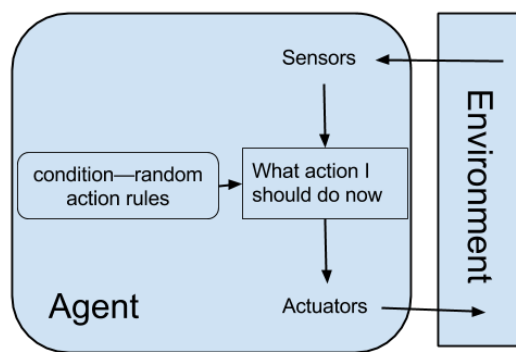 Sensors
Environment
condition—random
action rules
What action I
should do now
Agent
Actuators